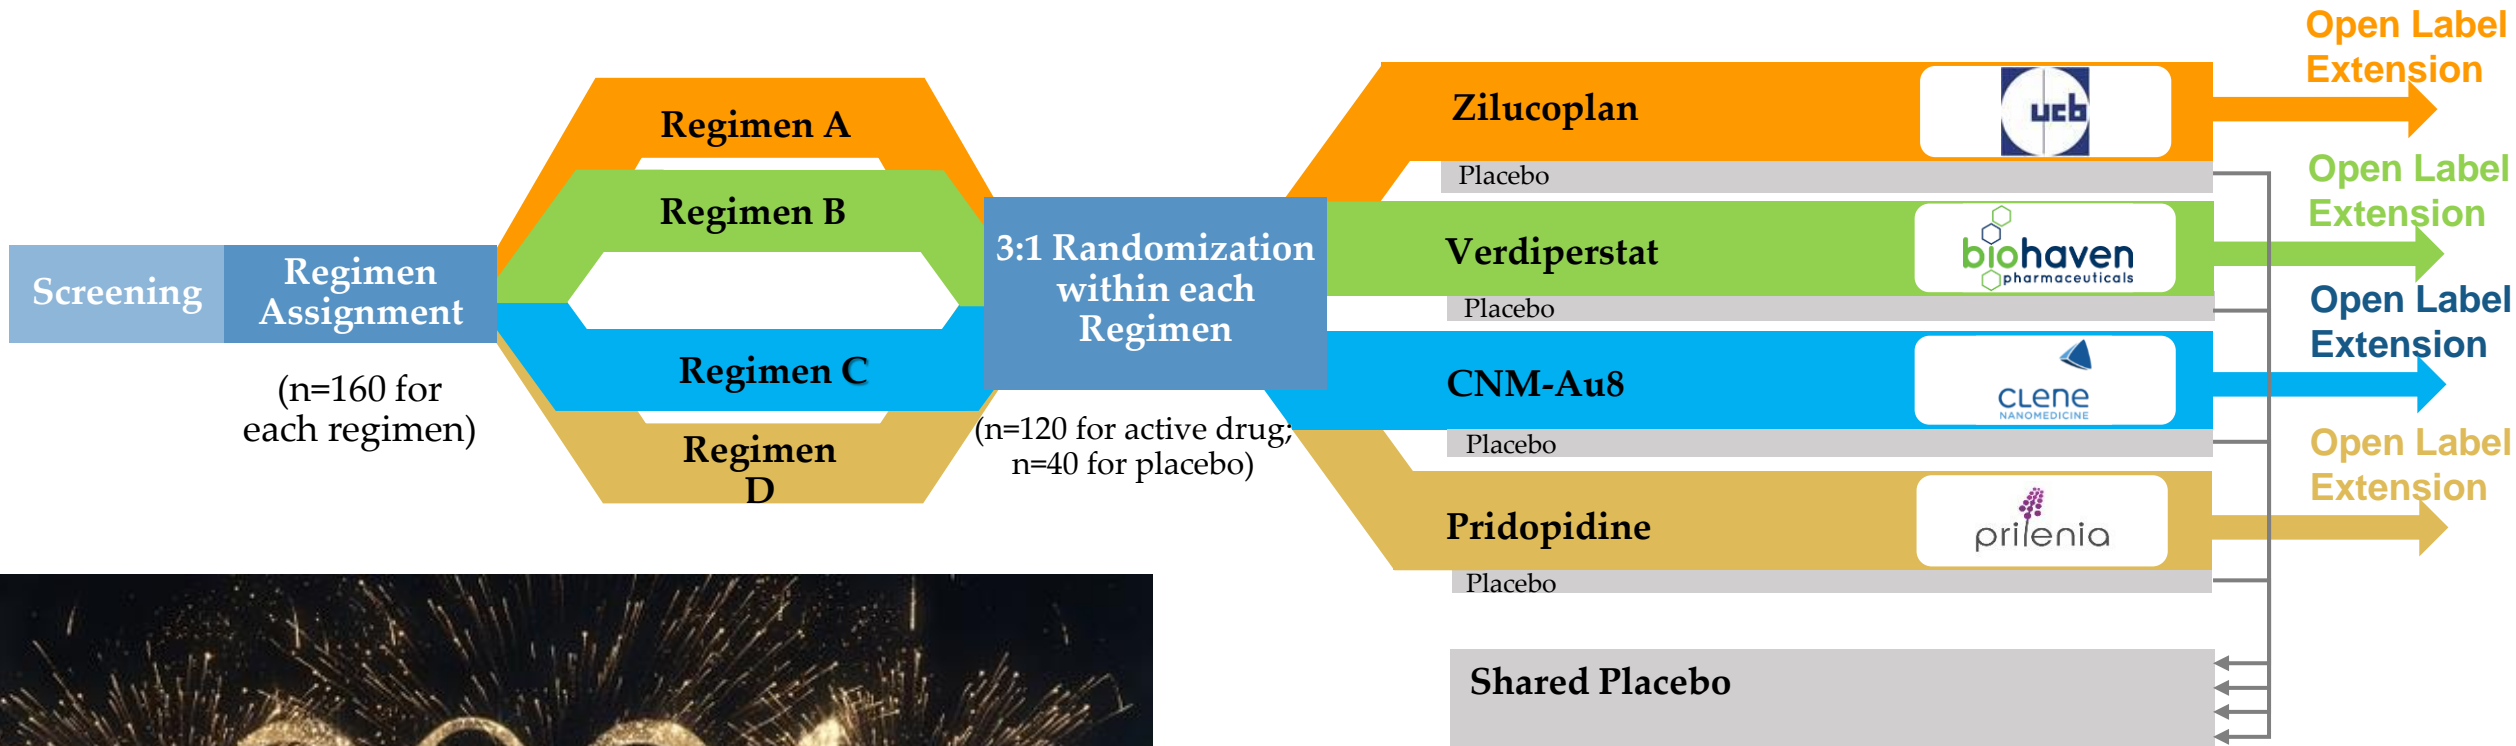 Screening
Regimen
Assignment
(n=160 for
each regimen)
Regimen A
Regimen B
Regimen C
Regimen
D
3:1 Randomization
within each
Regimen
(n=120 for active drug;
n=40 for placebo)
Zilucoplan
ucb
Placebo
Verdiperstat
biohaven
pharmaceuticals
Placebo
CNM-Au8
CLENE
NANOMEDICINE
Placebo
Pridopidine
prilenia
Placebo
Shared Placebo
Open Label
Extension
Open Label
Extension
Open Label
Extension
Open Label
Extension